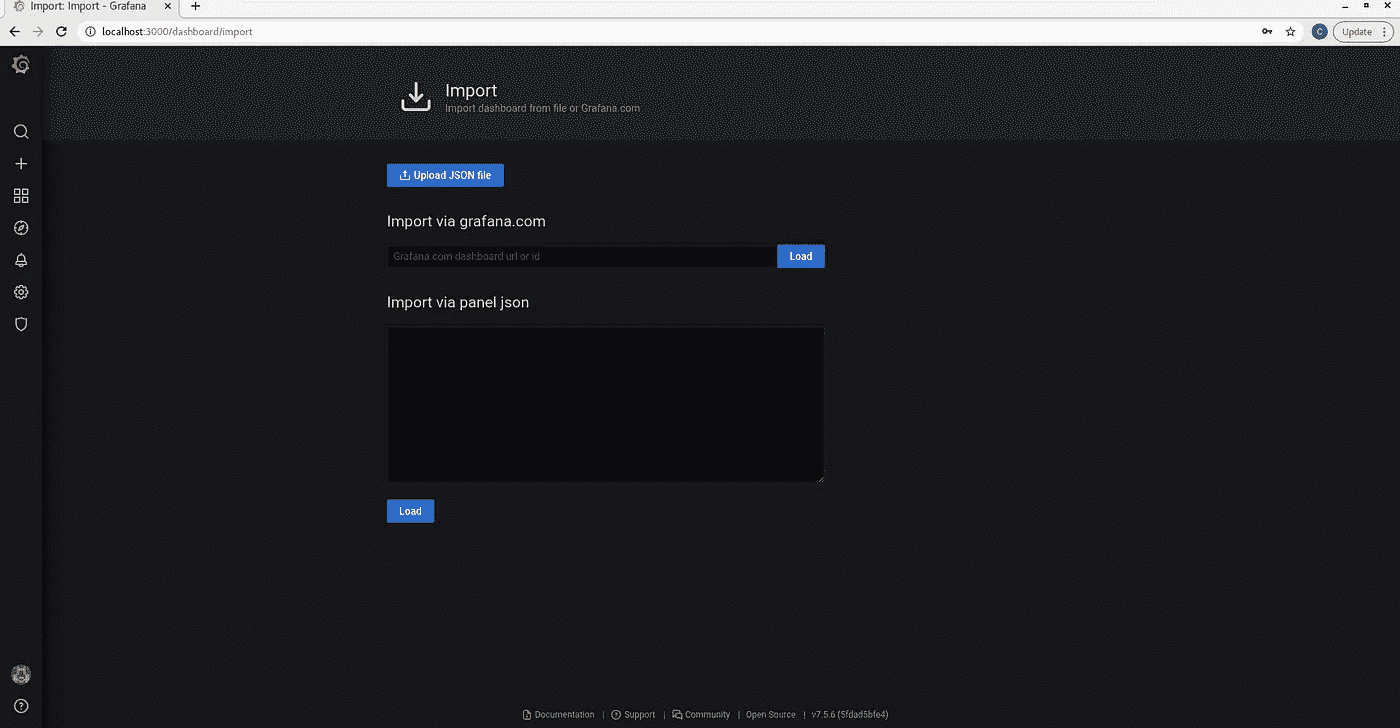 Import: Import - Grafana
localhost:3000/dashboard/import
C
Update
Import
Import dashboard from file or Grafana.com
Upload JSON file
Import via grafana.com
Grafana.com dashboard url or id
Load
Import via panel json
Load
Documentation | Support | Community | Open Source | v7.5.6 (5fdad5bfe4)